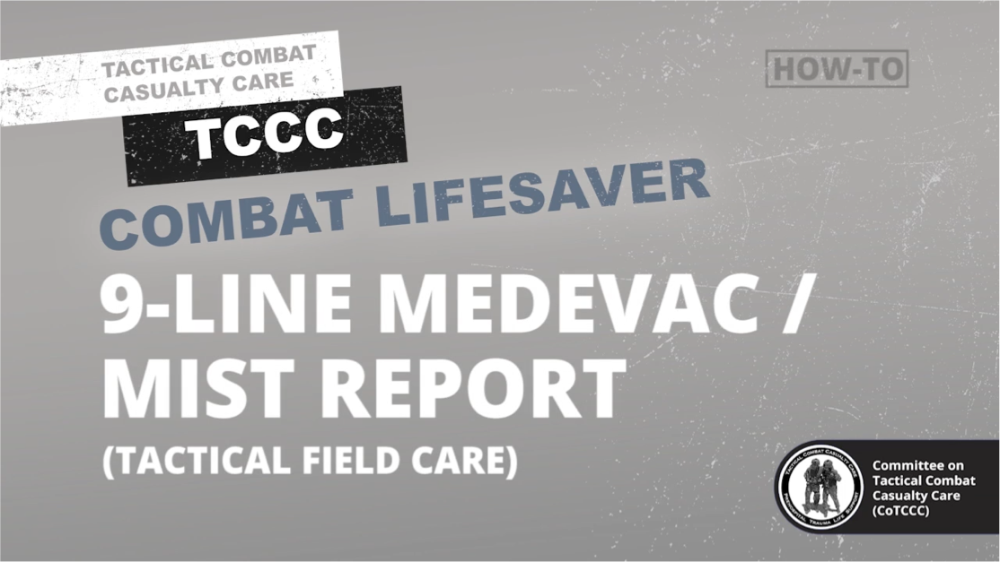 TACTICAL COMBAT
CASUALTY CARE
TCCC
HOW-TO
COMBAT LIFESAVER
9-LINE MEDEVAC /
MIST REPORT
(TACTICAL FIELD CARE)
TACTICAL COMBAT CASUALTY CARE
PREHOSPITAL TRAUMA LIFE SUPPORT
Committee on
Tactical Combat
Casualty Care
(CoTCCC)